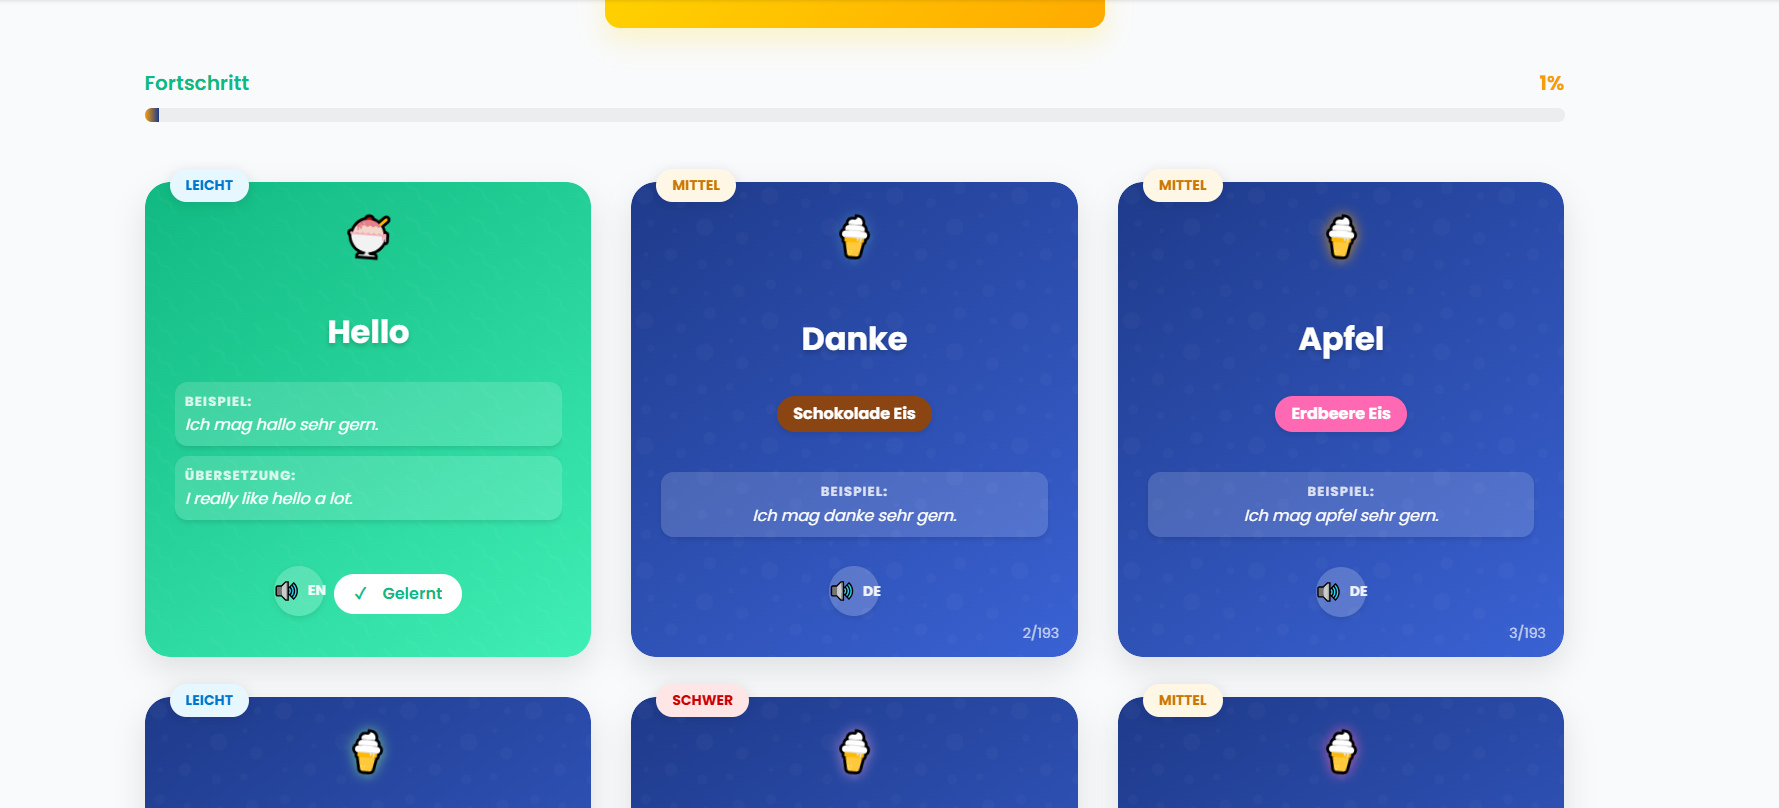 Fortschritt
1%
LEICHT
Hello
BEISPIEL:
Ich mag hallo sehr gern.
ÜBERSETZUNG:
I really like hello a lot.
EN
✓ Gelernt
MITTEL
Danke
Schokolade Eis
BEISPIEL:
Ich mag danke sehr gern.
DE
2/193
MITTEL
Apfel
Erdbeere Eis
BEISPIEL:
Ich mag apfel sehr gern.
DE
3/193
LEICHT
SCHWER
MITTEL